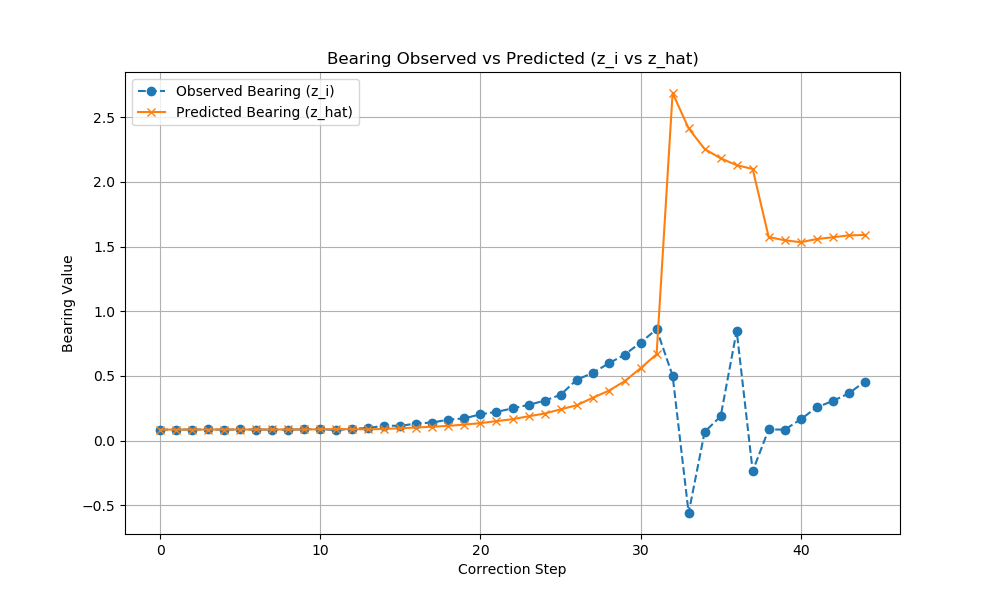 Bearing Observed vs Predicted (z_i vs z_hat)
Observed Bearing (z_i)
Predicted Bearing (z_hat)
2.5
2.0
1.5
1.0
0.5
0.0
−0.5
Bearing Value
0 10 20 30 40
Correction Step